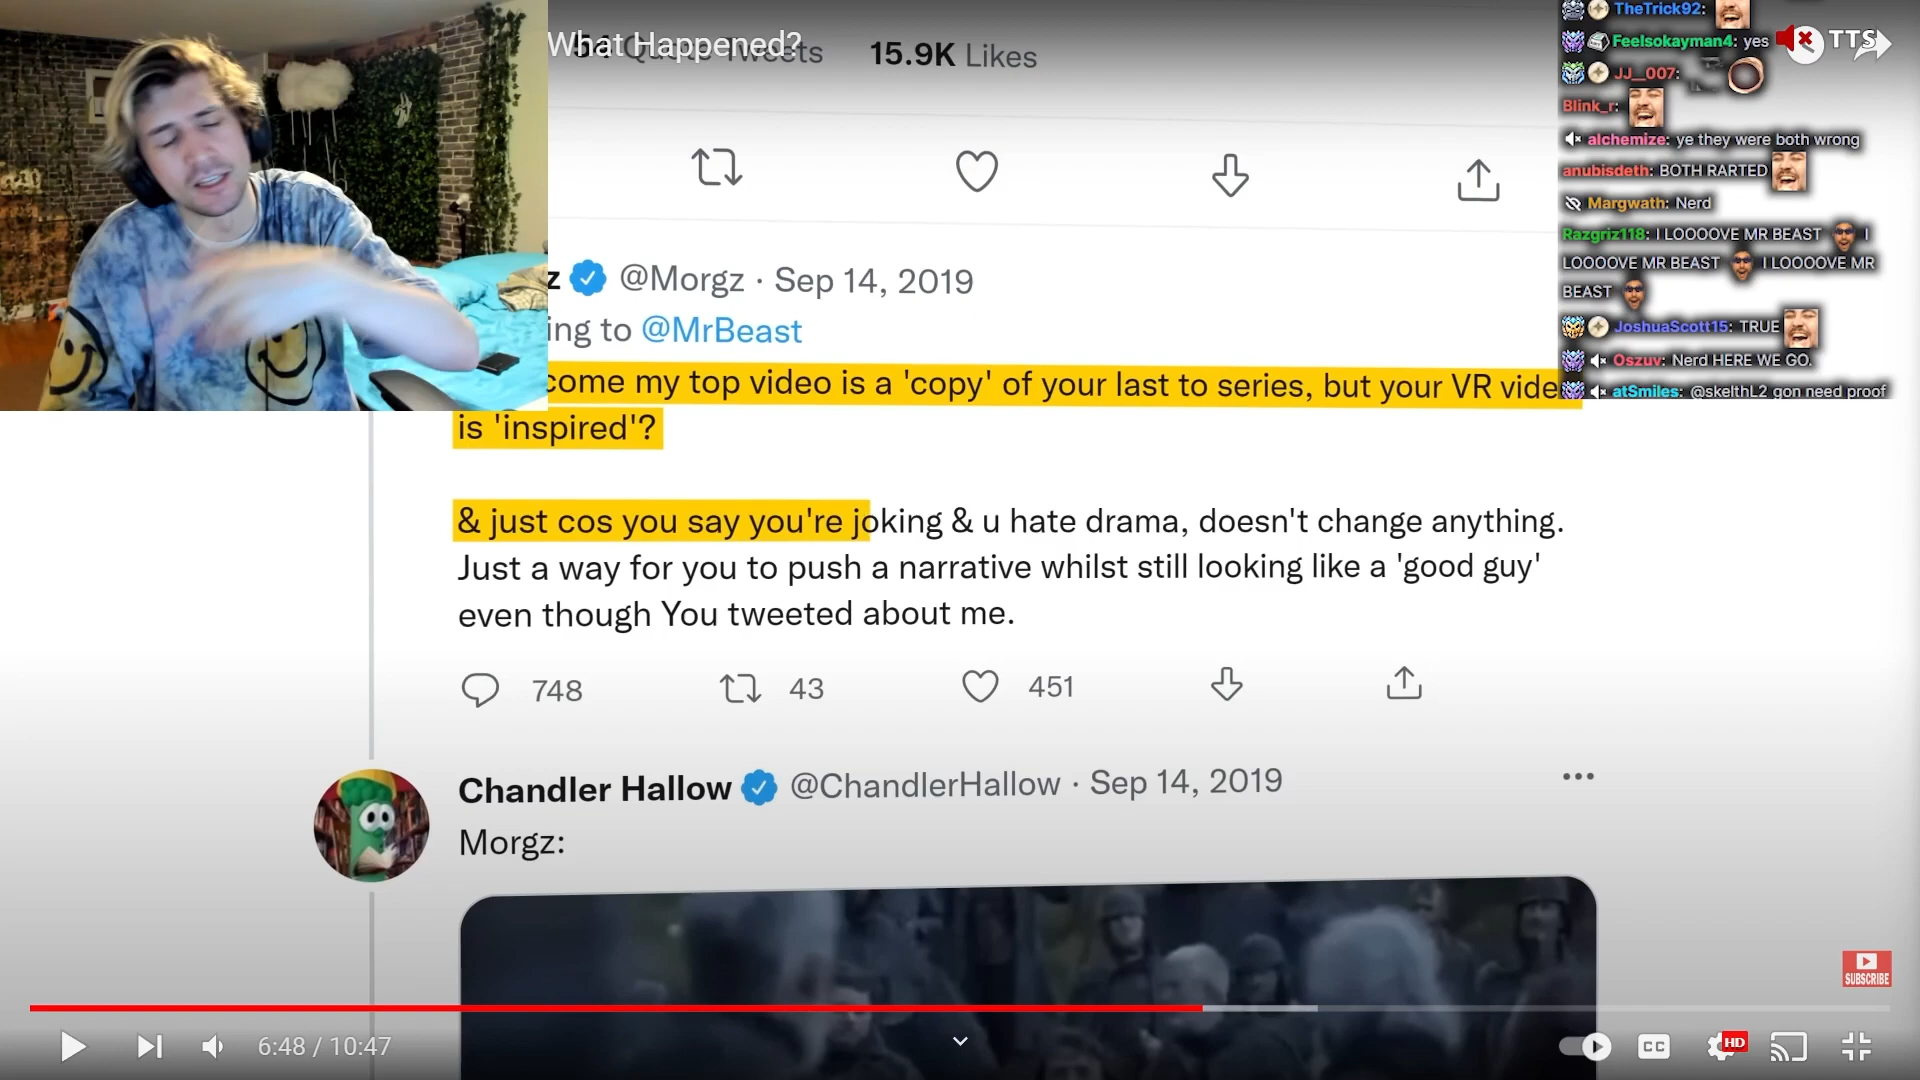 What Happened?
Quote Tweets
15.9K Likes
z @Morgz · Sep 14, 2019
ing to @MrBeast
come my top video is a 'copy' of your last to series, but your VR vide
is 'inspired'?
& just cos you say you're joking & u hate drama, doesn't change anything.
Just a way for you to push a narrative whilst still looking like a 'good guy'
even though You tweeted about me.
748
43
451
Chandler Hallow @ChandlerHallow · Sep 14, 2019
Morgz:
TheTrick92:
Feelsokayman4: yes
TTS
JJ__007:
Blink_r:
alchemize: ye they were both wrong
anubisdeth: BOTH RARTED
Margwath: Nerd
Razgriz118: I LOOOOVE MR BEAST I
LOOOOVE MR BEAST I LOOOOVE MR
BEAST
JoshuaScott15: TRUE
Oszuv: Nerd HERE WE GO.
atSmiles: @skelthL2 gon need proof
SUBSCRIBE
6:48 / 10:47
CC
HD